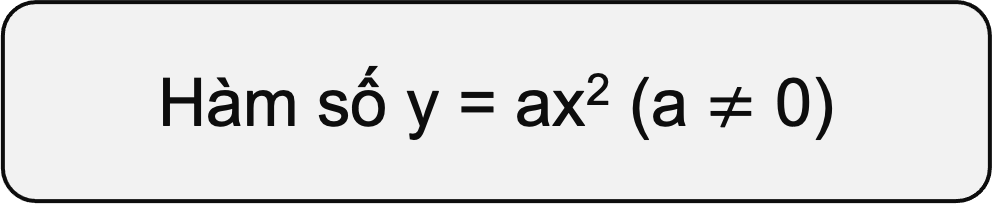 Hàm số y = ax² (a ≠ 0)